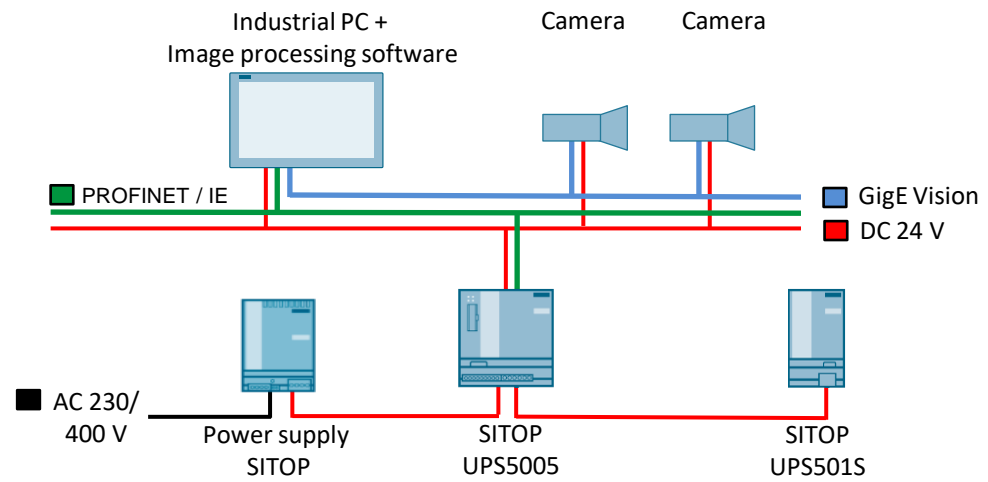 Industrial PC +
Image processing software
Camera
Camera
PROFINET / IE
GigE Vision
DC 24 V
AC 230/
400 V
Power supply
SITOP
SITOP
UPS5005
SITOP
UPS501S